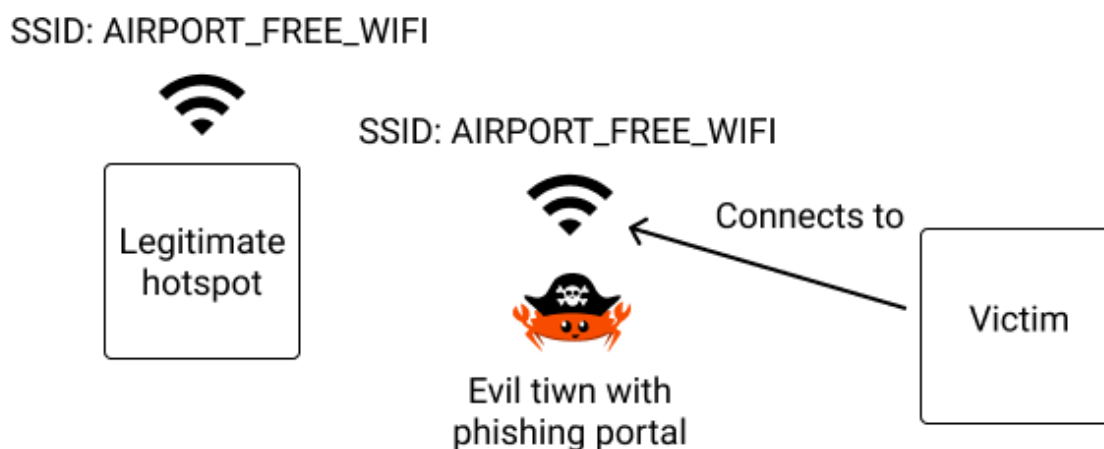 SSID: AIRPORT_FREE_WIFI
SSID: AIRPORT_FREE_WIFI
Legitimate
hotspot
Connects to
Victim
Evil tiwn with
phishing portal